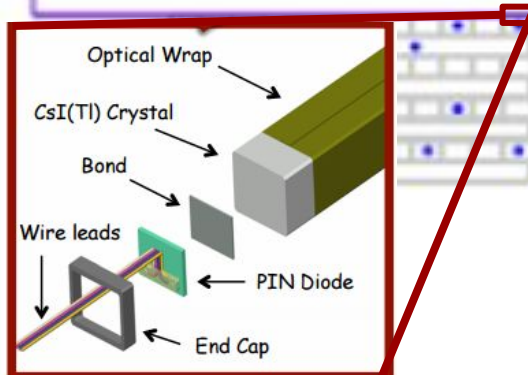 Optical Wrap
CsI(Tl) Crystal
Bond
Wire leads
PIN Diode
End Cap